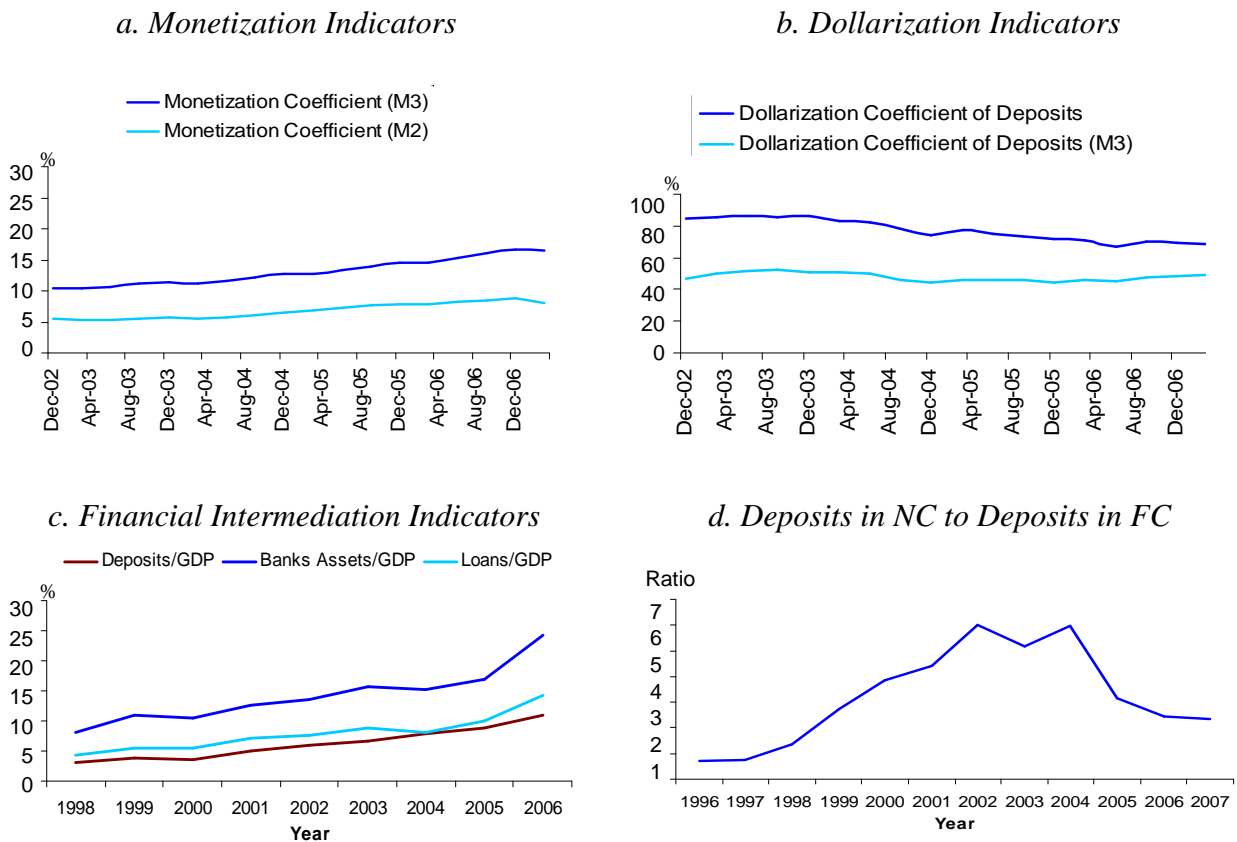 a. Monetization Indicators
Monetization Coefficient (M3)
Monetization Coefficient (M2)
%
30
25
20
15
10
5
0
Dec-02
Apr-03
Aug-03
Dec-03
Apr-04
Aug-04
Dec-04
Apr-05
Aug-05
Dec-05
Apr-06
Aug-06
Dec-06
b. Dollarization Indicators
Dollarization Coefficient of Deposits
Dollarization Coefficient of Deposits (M3)
%
100
80
60
40
20
0
Dec-02
Apr-03
Aug-03
Dec-03
Apr-04
Aug-04
Dec-04
Apr-05
Aug-05
Dec-05
Apr-06
Aug-06
Dec-06
c. Financial Intermediation Indicators
Deposits/GDP Banks Assets/GDP Loans/GDP
%
30
25
20
15
10
5
0
1998 1999 2000 2001 2002 2003 2004 2005 2006
Year
d. Deposits in NC to Deposits in FC
Ratio
7
6
5
4
3
2
1
1996 1997 1998 1999 2000 2001 2002 2003 2004 2005 2006 2007
Year